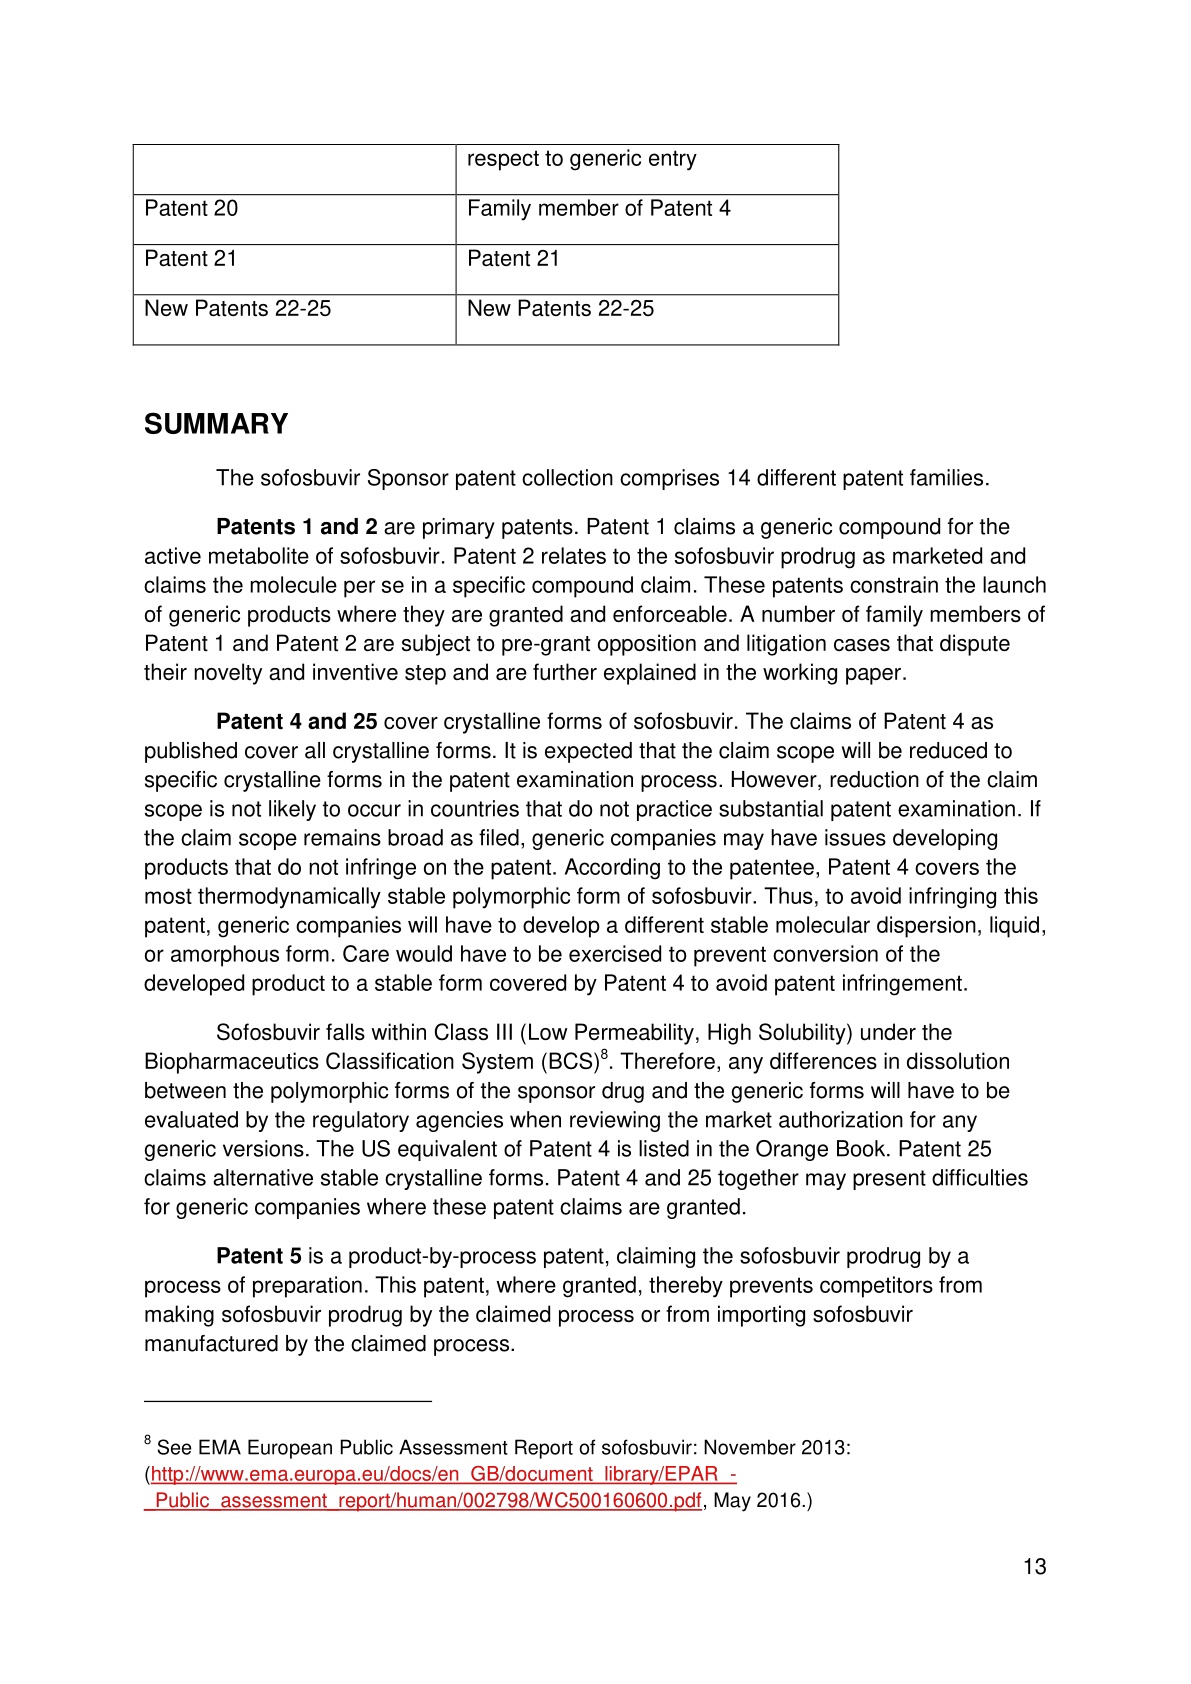 respect to generic entry
Patent 20 Family member of Patent 4
Patent 21 Patent 21
New Patents 22-25 New Patents 22-25
SUMMARY
The sofosbuvir Sponsor patent collection comprises 14 different patent families.
Patents 1 and 2 are primary patents. Patent 1 claims a generic compound for the
active metabolite of sofosbuvir. Patent 2 relates to the sofosbuvir prodrug as marketed and
claims the molecule per se in a specific compound claim. These patents constrain the launch
of generic products where they are granted and enforceable. A number of family members of
Patent 1 and Patent 2 are subject to pre-grant opposition and litigation cases that dispute
their novelty and inventive step and are further explained in the working paper.
Patent 4 and 25 cover crystalline forms of sofosbuvir. The claims of Patent 4 as
published cover all crystalline forms. It is expected that the claim scope will be reduced to
specific crystalline forms in the patent examination process. However, reduction of the claim
scope is not likely to occur in countries that do not practice substantial patent examination. If
the claim scope remains broad as filed, generic companies may have issues developing
products that do not infringe on the patent. According to the patentee, Patent 4 covers the
most thermodynamically stable polymorphic form of sofosbuvir. Thus, to avoid infringing this
patent, generic companies will have to develop a different stable molecular dispersion, liquid,
or amorphous form. Care would have to be exercised to prevent conversion of the
developed product to a stable form covered by Patent 4 to avoid patent infringement.
Sofosbuvir falls within Class III (Low Permeability, High Solubility) under the
Biopharmaceutics Classification System (BCS)8. Therefore, any differences in dissolution
between the polymorphic forms of the sponsor drug and the generic forms will have to be
evaluated by the regulatory agencies when reviewing the market authorization for any
generic versions. The US equivalent of Patent 4 is listed in the Orange Book. Patent 25
claims alternative stable crystalline forms. Patent 4 and 25 together may present difficulties
for generic companies where these patent claims are granted.
Patent 5 is a product-by-process patent, claiming the sofosbuvir prodrug by a
process of preparation. This patent, where granted, thereby prevents competitors from
making sofosbuvir prodrug by the claimed process or from importing sofosbuvir
manufactured by the claimed process.
8 See EMA European Public Assessment Report of sofosbuvir: November 2013:
(http://www.ema.europa.eu/docs/en_GB/document_library/EPAR_-
_Public_assessment_report/human/002798/WC500160600.pdf, May 2016.)
13